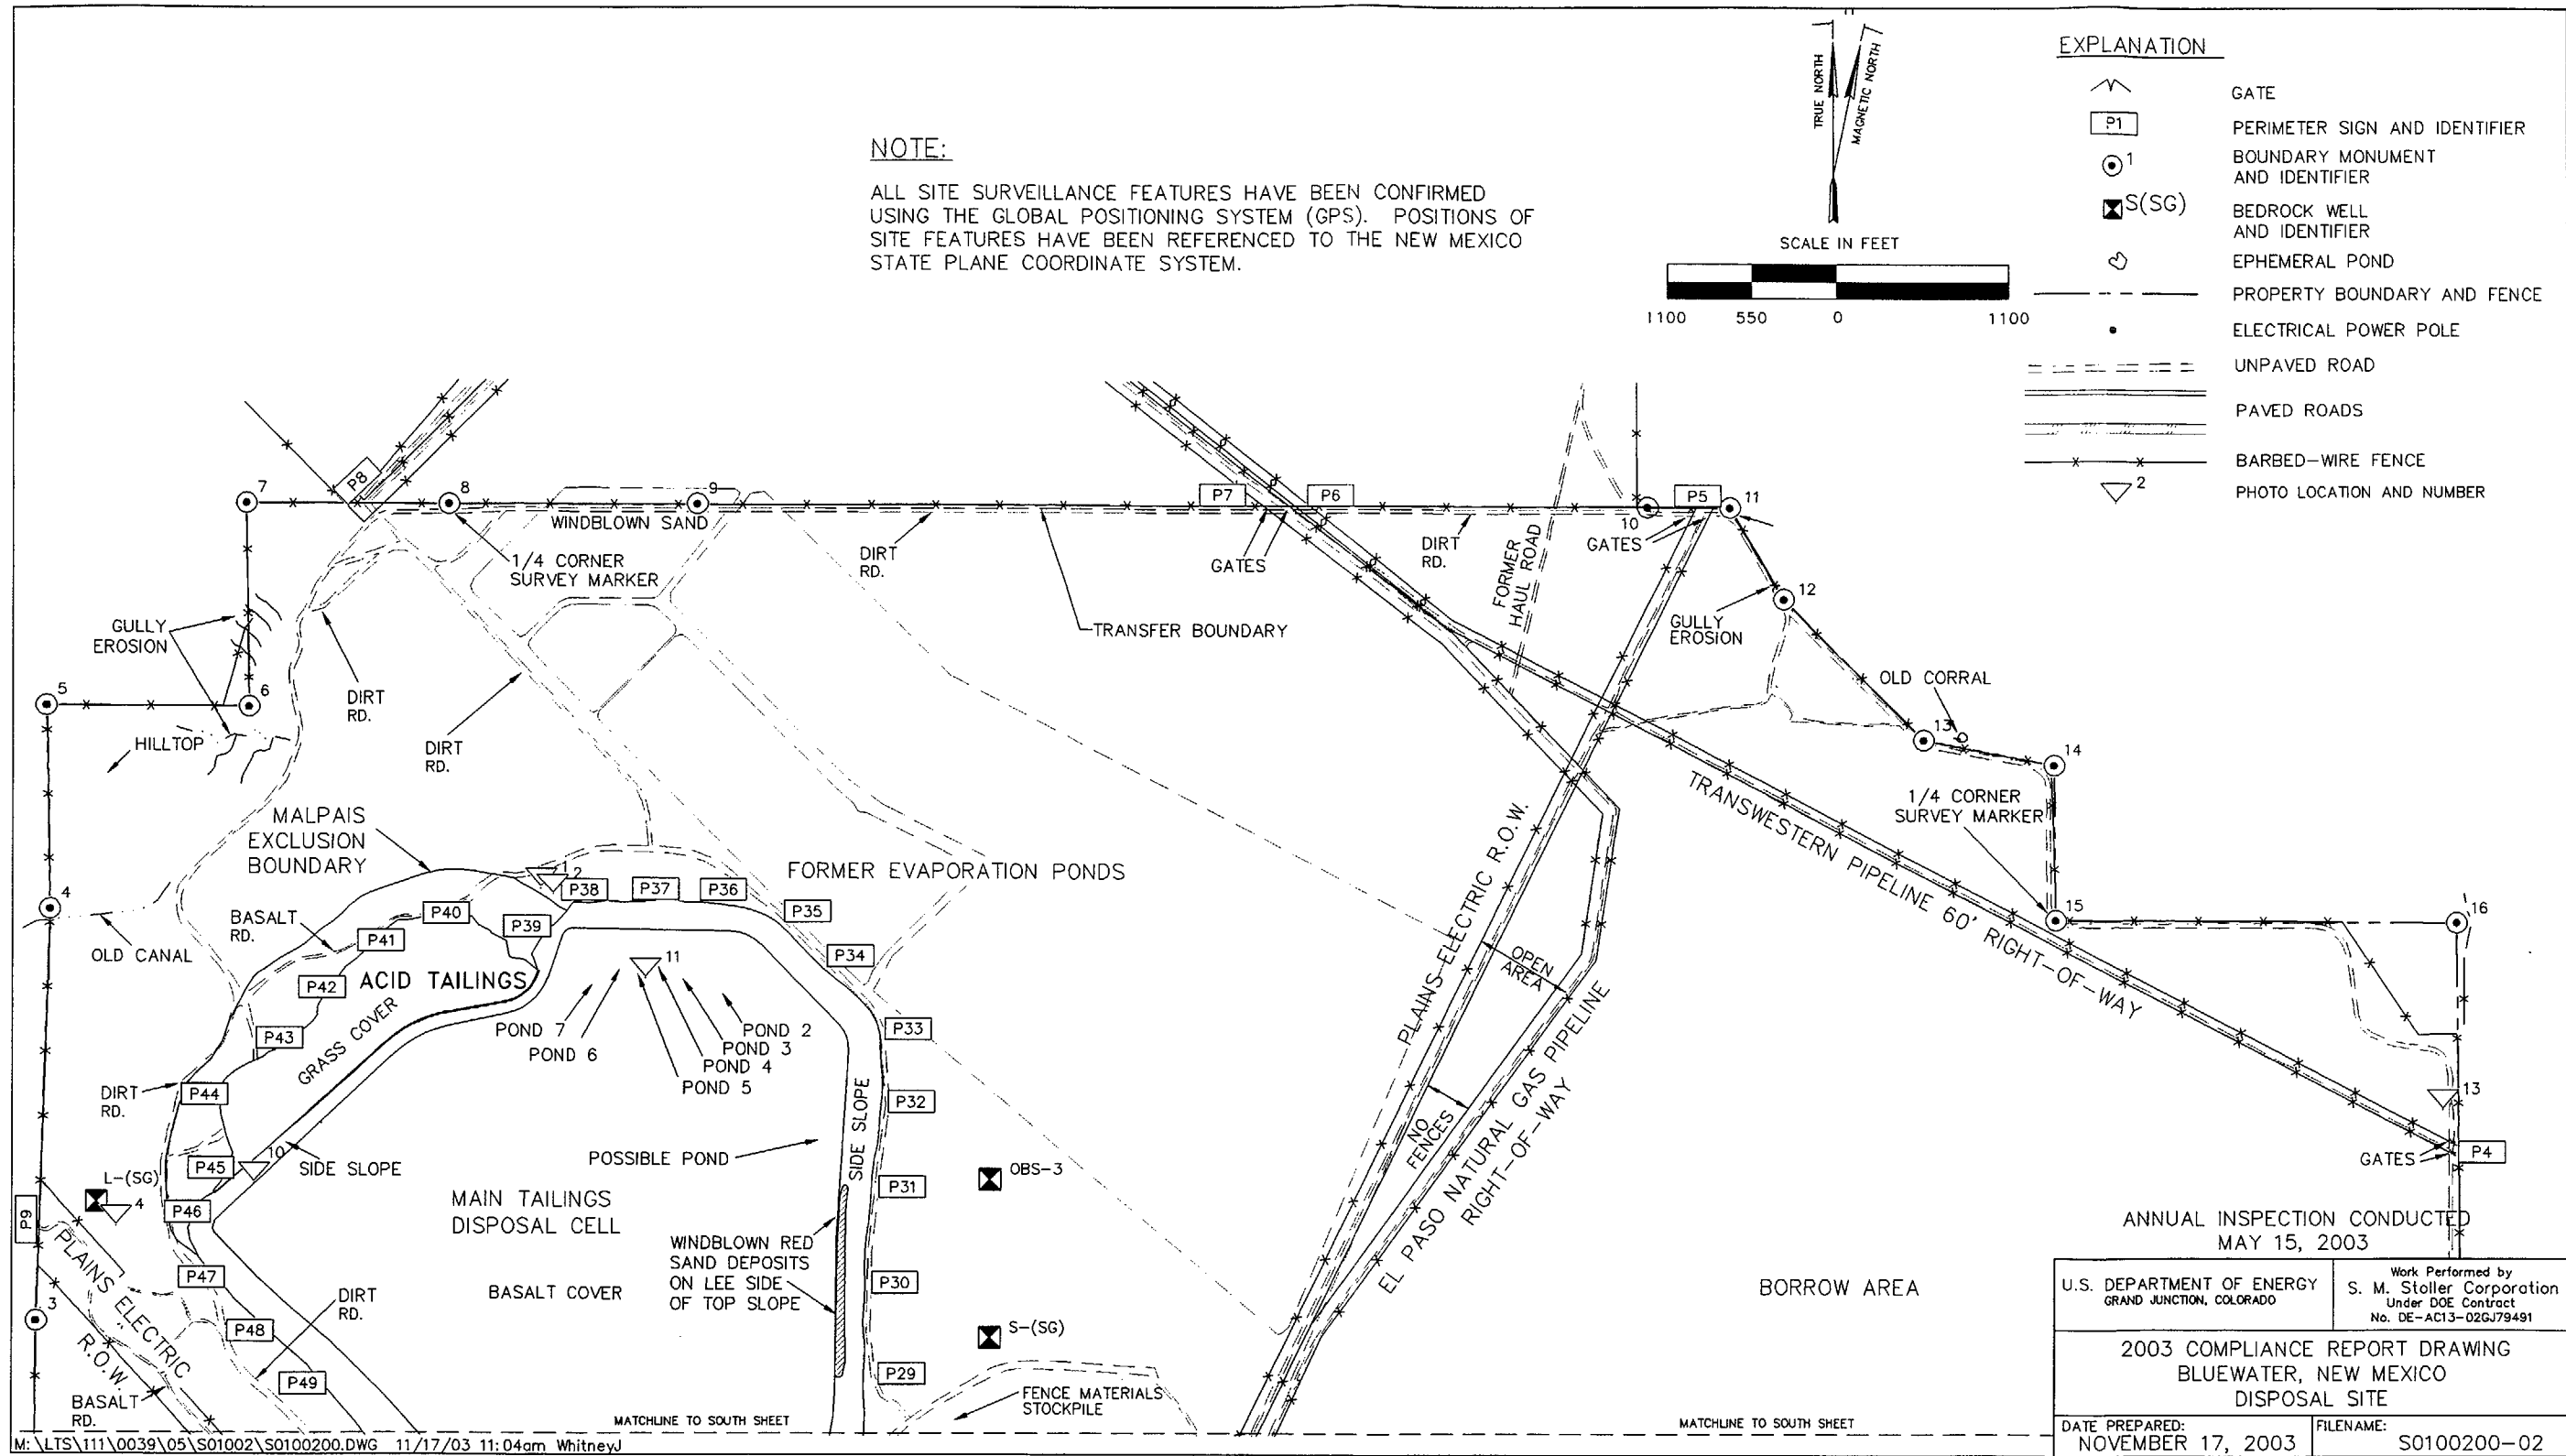 TRUE NORTH
MAGNETIC NORTH
SCALE IN FEET
1100 550 0 1100
EXPLANATION
GATE
P1 PERIMETER SIGN AND IDENTIFIER
1 BOUNDARY MONUMENT
AND IDENTIFIER
S(SG) BEDROCK WELL
AND IDENTIFIER
EPHEMERAL POND
PROPERTY BOUNDARY AND FENCE
ELECTRICAL POWER POLE
UNPAVED ROAD
PAVED ROADS
BARBED-WIRE FENCE
2 PHOTO LOCATION AND NUMBER
NOTE:
ALL SITE SURVEILLANCE FEATURES HAVE BEEN CONFIRMED
USING THE GLOBAL POSITIONING SYSTEM (GPS). POSITIONS OF
SITE FEATURES HAVE BEEN REFERENCED TO THE NEW MEXICO
STATE PLANE COORDINATE SYSTEM.
7
P8
8
9
P7
P6
10
P5
11
WINDBLOWN SAND
1/4 CORNER
SURVEY MARKER
DIRT
RD.
GATES
DIRT
RD.
FORMER
HAUL ROAD
GATES
TRANSFER BOUNDARY
GULLY
EROSION
12
GULLY
EROSION
5
6
DIRT
RD.
DIRT
RD.
HILLTOP
OLD CORRAL
13
14
1/4 CORNER
SURVEY MARKER
15
16
MALPAIS
EXCLUSION
BOUNDARY
4
BASALT
RD.
OLD CANAL
1
2
P38
P37
P36
FORMER EVAPORATION PONDS
P35
P34
P33
P32
P31
P30
P29
P39
P40
P41
P42
P43
P44
P45
P46
P47
P48
P49
ACID TAILINGS
GRASS COVER
11
POND 7
POND 6
POND 2
POND 3
POND 4
POND 5
DIRT
RD.
10
SIDE SLOPE
SIDE SLOPE
POSSIBLE POND
L-(SG)
4
P9
3
MAIN TAILINGS
DISPOSAL CELL
BASALT COVER
WINDBLOWN RED
SAND DEPOSITS
ON LEE SIDE
OF TOP SLOPE
OBS-3
S-(SG)
PLAINS ELECTRIC
R.O.W.
BASALT
RD.
DIRT
RD.
FENCE MATERIALS
STOCKPILE
PLAINS ELECTRIC R.O.W.
OPEN
AREA
NO
FENCES
EL PASO NATURAL GAS PIPELINE
RIGHT-OF-WAY
TRANSWESTERN PIPELINE 60' RIGHT-OF-WAY
BORROW AREA
13
GATES
P4
MATCHLINE TO SOUTH SHEET
MATCHLINE TO SOUTH SHEET
ANNUAL INSPECTION CONDUCTED
MAY 15, 2003
U.S. DEPARTMENT OF ENERGY
GRAND JUNCTION, COLORADO
Work Performed by
S. M. Stoller Corporation
Under DOE Contract
No. DE-AC13-02GJ79491
2003 COMPLIANCE REPORT DRAWING
BLUEWATER, NEW MEXICO
DISPOSAL SITE
DATE PREPARED:
NOVEMBER 17, 2003
FILENAME:
S0100200-02
M:\LTS\111\0039\05\S01002\S0100200.DWG 11/17/03 11:04am WhitneyJ